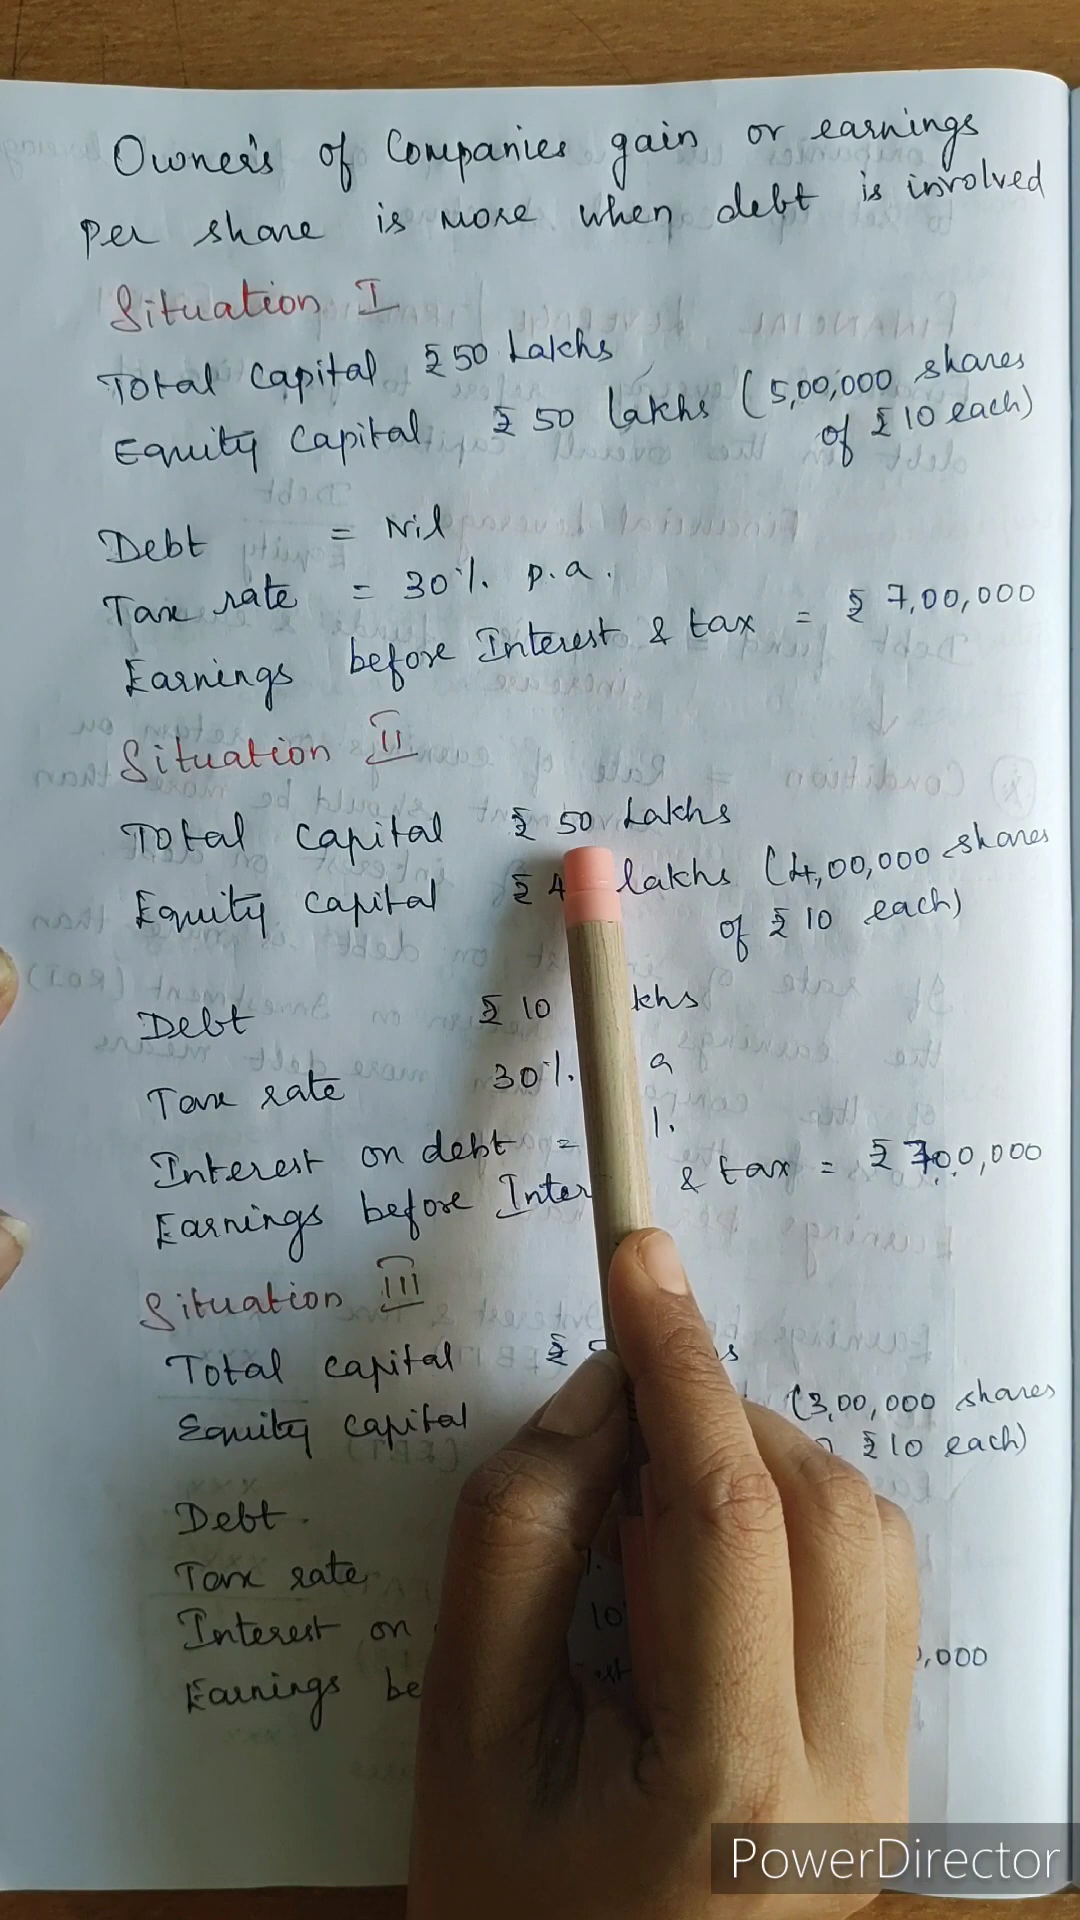 Owner's of Companies gain or earnings
Per share is more when debt is involved
Situation I
Total Capital ₹ 50 Lakhs
Equity Capital ₹ 50 lakhs (5,00,000 shares
of ₹ 10 each)
Debt = Nil
Tax rate = 30% p.a.
Earnings before Interest & tax = ₹ 7,00,000
Situation II
Total Capital ₹ 50 Lakhs
Equity Capital ₹ lakhs (4,00,000 shares
of ₹ 10 each)
Debt ₹ 10
Tax rate 30% a
Interest on debt =
Earnings before & tax = ₹ 700,000
Situation III
Total capital ₹
Equity capital (3,00,000 shares
₹ 10 each)
Debt
Tax rate
Interest on 10
Earnings
PowerDirector